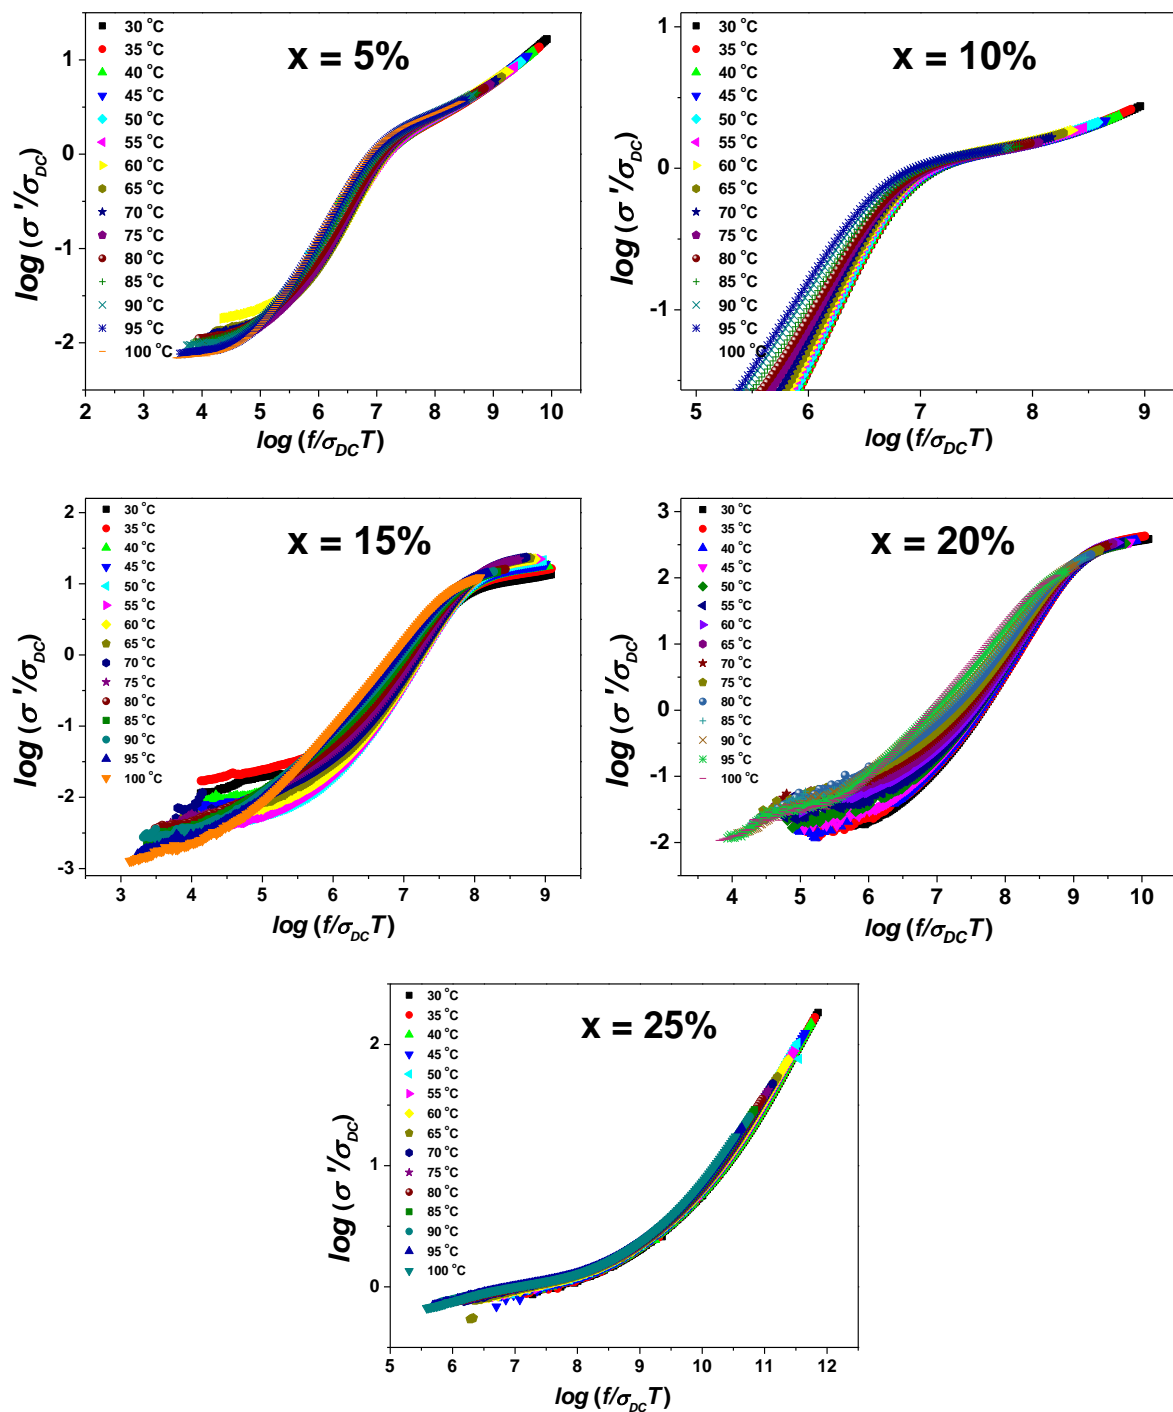 x = 5%
log (σ '/σDC)
30 °C
35 °C
40 °C
45 °C
50 °C
55 °C
60 °C
65 °C
70 °C
75 °C
80 °C
85 °C
90 °C
95 °C
100 °C
1
0
-1
-2
2 3 4 5 6 7 8 9 10
log (f/σDCT)
x = 10%
log (σ '/σDC)
30 °C
35 °C
40 °C
45 °C
50 °C
55 °C
60 °C
65 °C
70 °C
75 °C
80 °C
85 °C
90 °C
95 °C
100 °C
1
0
-1
5 6 7 8 9
log (f/σDCT)
x = 15%
log (σ '/σDC)
30 °C
35 °C
40 °C
45 °C
50 °C
55 °C
60 °C
65 °C
70 °C
75 °C
80 °C
85 °C
90 °C
95 °C
100 °C
2
1
0
-1
-2
-3
3 4 5 6 7 8 9
log (f/σDCT)
x = 20%
log (σ '/σDC)
30 °C
35 °C
40 °C
45 °C
50 °C
55 °C
60 °C
65 °C
70 °C
75 °C
80 °C
85 °C
90 °C
95 °C
100 °C
3
2
1
0
-1
-2
4 5 6 7 8 9 10
log (f/σDCT)
x = 25%
log (σ '/σDC)
30 °C
35 °C
40 °C
45 °C
50 °C
55 °C
60 °C
65 °C
70 °C
75 °C
80 °C
85 °C
90 °C
95 °C
100 °C
2
1
0
5 6 7 8 9 10 11 12
log (f/σDCT)